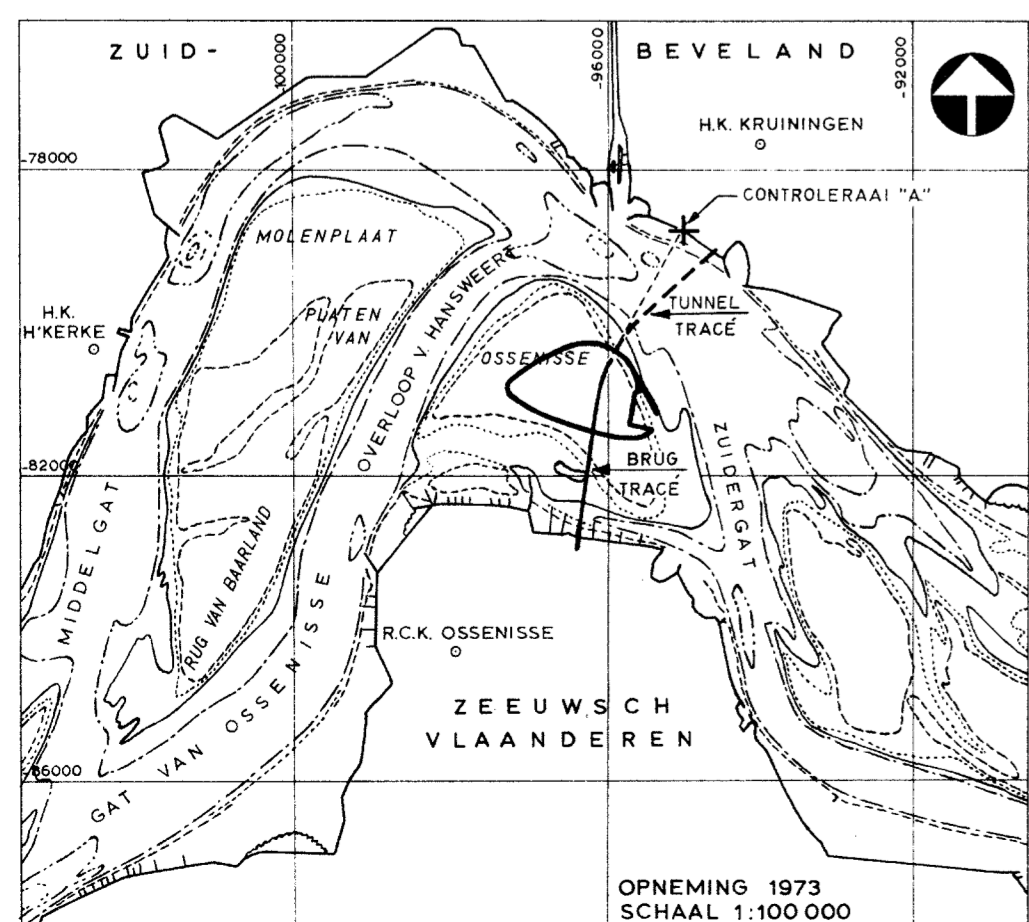 ZUID-
BEVELAND
-100000
-96000
-92000
H.K. KRUININGEN
-78000
CONTROLERAAI "A."
MOLENPLAAT
H.K.
H'KERKE
PLATEN
VAN
OSSENISSE
OVERLOOP V. HANSWEERT
TUNNEL
TRACÉ
-82000
BRUG
TRACÉ
ZUIDERGAT
MIDDELGAT
RUG VAN BAARLAND
R.C.K. OSSENISSE
GAT VAN OSSENISSE
ZEEUWSCH
VLAANDEREN
-86000
OPNEMING 1973
SCHAAL 1:100 000